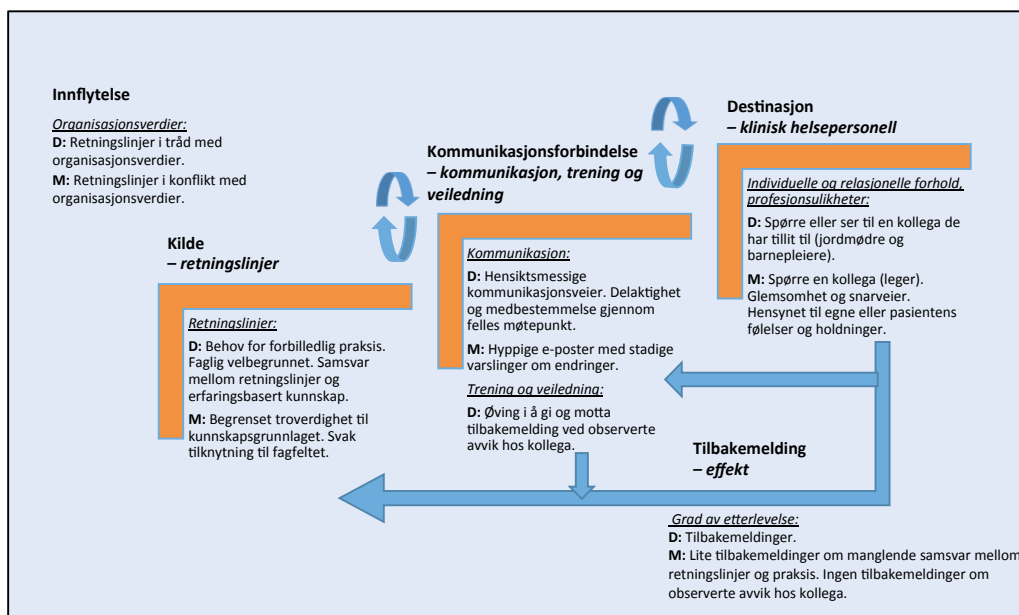 Innflytelse
Organisasjonsverdier:
D: Retningslinjer i tråd med
organisasjonsverdier.
M: Retningslinjer i konflikt med
organisasjonsverdier.
Kilde
– retningslinjer
Retningslinjer:
D: Behov for forbilledlig praksis.
Faglig velbegrunnet. Samsvar
mellom retningslinjer og
erfaringsbasert kunnskap.
M: Begrenset troverdighet til
kunnskapsgrunnlaget. Svak
tilknytning til fagfeltet.
Kommunikasjonsforbindelse
– kommunikasjon, trening og
veiledning
Kommunikasjon:
D: Hensiktsmessige
kommunikasjonsveier. Delaktighet
og medbestemmelse gjennom
felles møtepunkt.
M: Hyppige e-poster med stadige
varslinger om endringer.
Trening og veiledning:
D: Øving i å gi og motta
tilbakemelding ved observerte
avvik hos kollega.
Destinasjon
– klinisk helsepersonell
Individuelle og relasjonelle forhold,
profesjonsulikheter:
D: Spørre eller ser til en kollega de
har tillit til (jordmødre og
barnepleiere).
M: Spørre en kollega (leger).
Glemsomhet og snarveier.
Hensynet til egne eller pasientens
følelser og holdninger.
Tilbakemelding
– effekt
Grad av etterlevelse:
D: Tilbakemeldinger.
M: Lite tilbakemeldinger om manglende samsvar mellom
retningslinjer og praksis. Ingen tilbakemeldinger om
observerte avvik hos kollega.